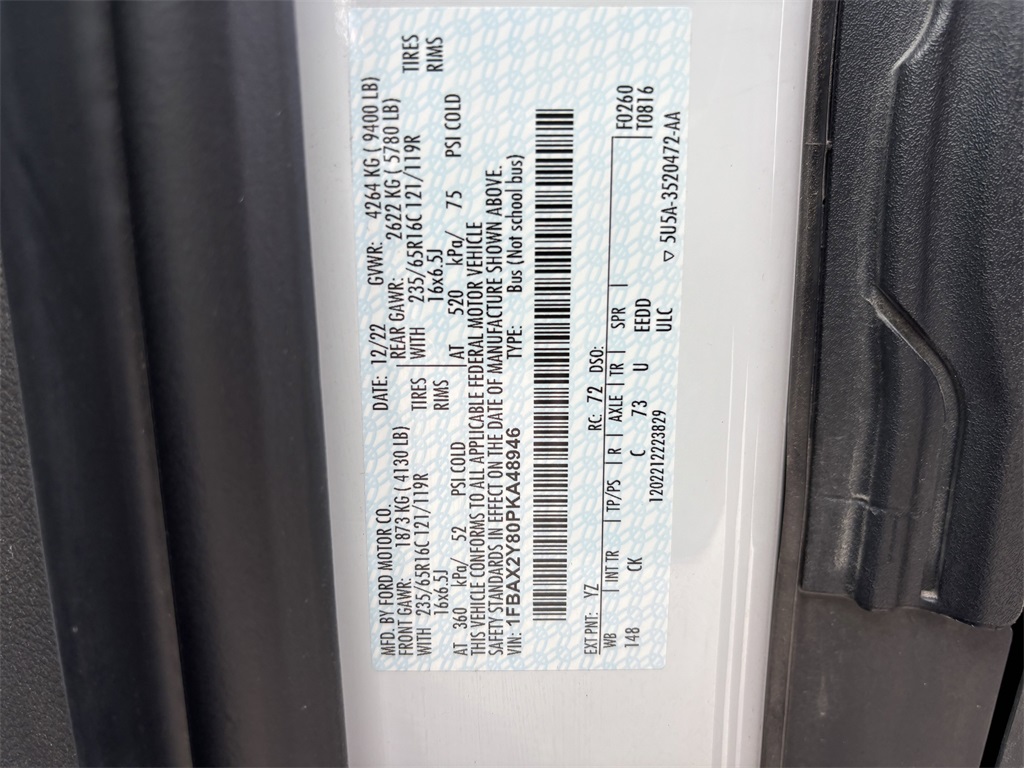 MFD. BY FORD MOTOR CO. DATE: 12/22 GVWR: 4264 KG ( 9400 LB)
FRONT GAWR: 1873 KG ( 4130 LB) REAR GAWR: 2622 KG ( 5780 LB)
WITH 235/65R16C 121/119R TIRES WITH 235/65R16C 121/119R TIRES
16x6.5J RIMS 16x6.5J RIMS
AT 360 kPa/ 52 PSI COLD AT 520 kPa/ 75 PSI COLD
THIS VEHICLE CONFORMS TO ALL APPLICABLE FEDERAL MOTOR VEHICLE
SAFETY STANDARDS IN EFFECT ON THE DATE OF MANUFACTURE SHOWN ABOVE.
VIN: 1FBAX2Y80PKA48946 TYPE: Bus (Not school bus)
EXT PNT: YZ RC: 72 DSO: F0260
WB INT TR TP/PS R AXLE TR SPR T0816
148 CK C 73 U EEDD
1202212223829 ULC ▽ 5U5A-3520472-AA